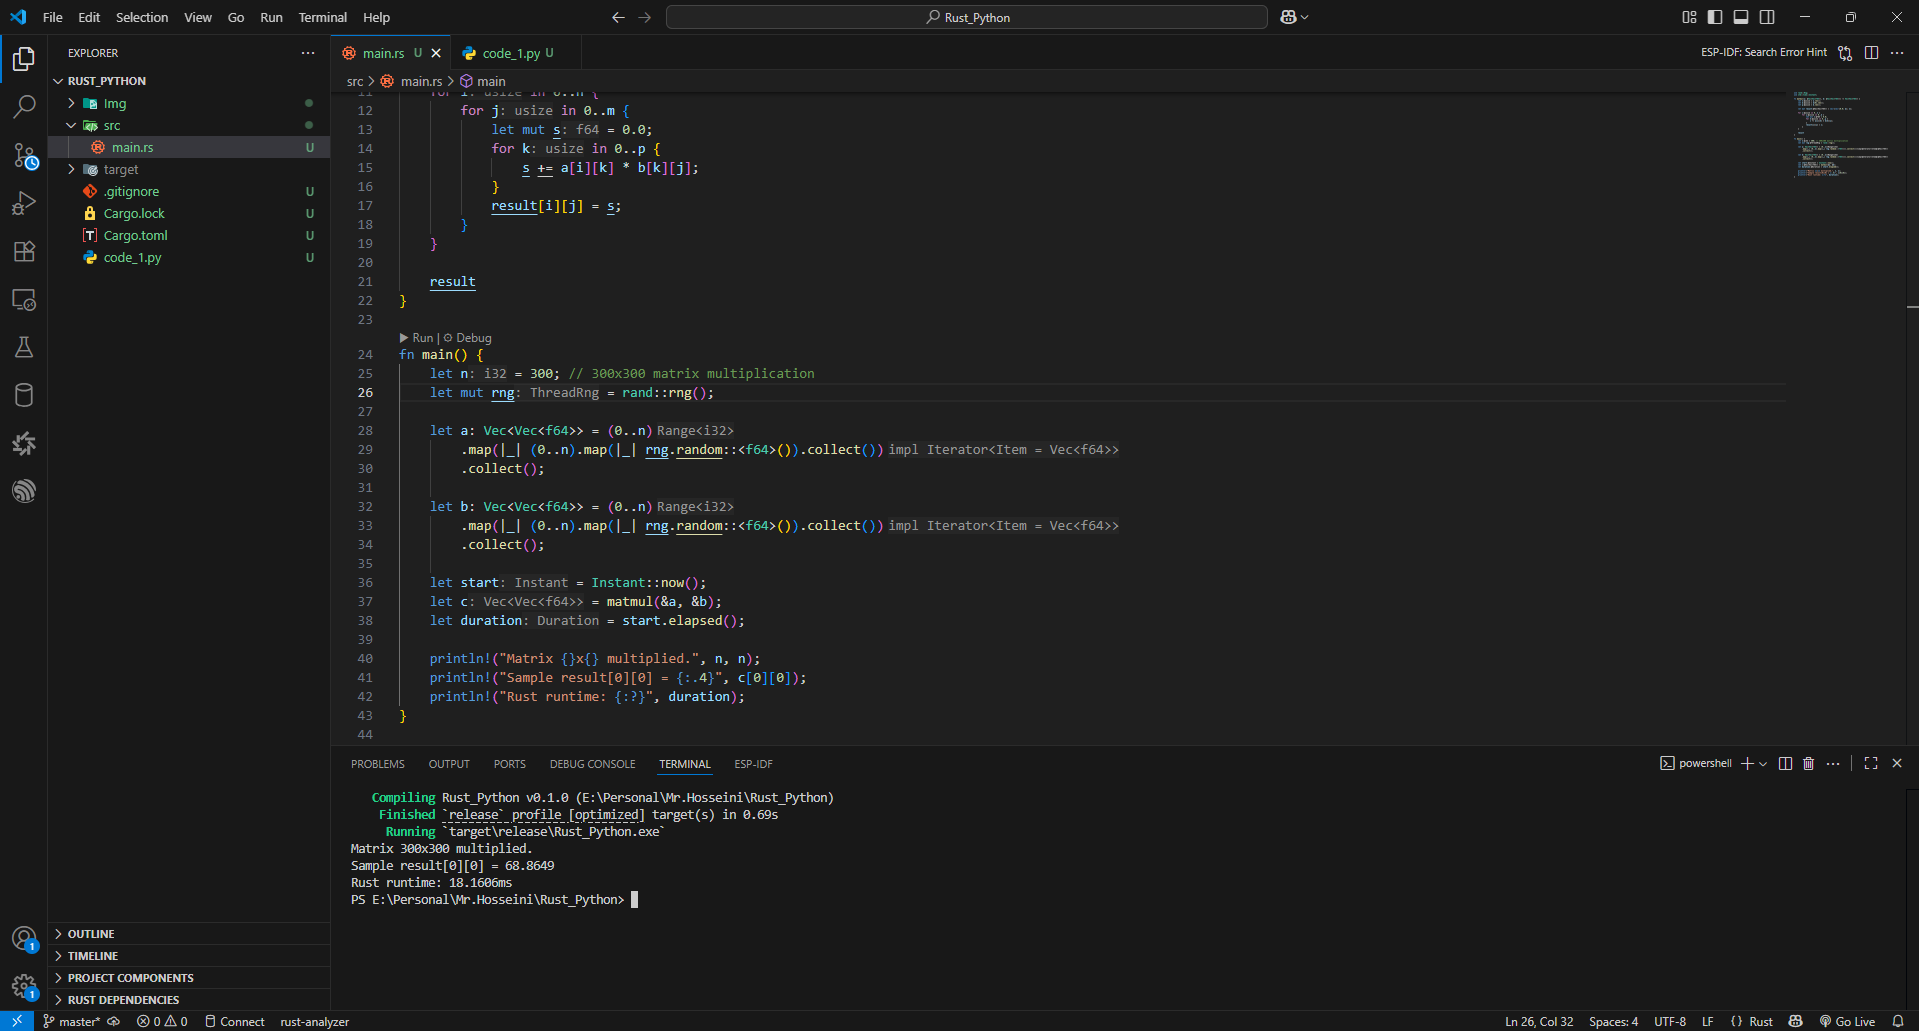 File Edit Selection View Go Run Terminal Help
Rust_Python
EXPLORER
RUST_PYTHON
Img
src
main.rs U
target
.gitignore U
Cargo.lock U
Cargo.toml U
code_1.py U
OUTLINE
TIMELINE
PROJECT COMPONENTS
RUST DEPENDENCIES
main.rs U code_1.py U
ESP-IDF: Search Error Hint
src > main.rs > main
11 for i: usize in 0..n {
12 for j: usize in 0..m {
13 let mut s: f64 = 0.0;
14 for k: usize in 0..p {
15 s += a[i][k] * b[k][j];
16 }
17 result[i][j] = s;
18 }
19 }
20
21 result
22 }
23
Run | Debug
24 fn main() {
25 let n: i32 = 300; // 300x300 matrix multiplication
26 let mut rng: ThreadRng = rand::rng();
27
28 let a: Vec<Vec<f64>> = (0..n) Range<i32>
29 .map(|_| (0..n).map(|_| rng.random::<f64>()).collect()) impl Iterator<Item = Vec<f64>>
30 .collect();
31
32 let b: Vec<Vec<f64>> = (0..n) Range<i32>
33 .map(|_| (0..n).map(|_| rng.random::<f64>()).collect()) impl Iterator<Item = Vec<f64>>
34 .collect();
35
36 let start: Instant = Instant::now();
37 let c: Vec<Vec<f64>> = matmul(&a, &b);
38 let duration: Duration = start.elapsed();
39
40 println!("Matrix {}x{} multiplied.", n, n);
41 println!("Sample result[0][0] = {:.4}", c[0][0]);
42 println!("Rust runtime: {:?}", duration);
43 }
44
PROBLEMS OUTPUT PORTS DEBUG CONSOLE TERMINAL ESP-IDF
powershell
Compiling Rust_Python v0.1.0 (E:\Personal\Mr.Hosseini\Rust_Python)
Finished `release` profile [optimized] target(s) in 0.69s
Running `target\release\Rust_Python.exe`
Matrix 300x300 multiplied.
Sample result[0][0] = 68.8649
Rust runtime: 18.1606ms
PS E:\Personal\Mr.Hosseini\Rust_Python>
1
1
master* 0 0 Connect rust-analyzer
Ln 26, Col 32 Spaces: 4 UTF-8 LF {} Rust Go Live